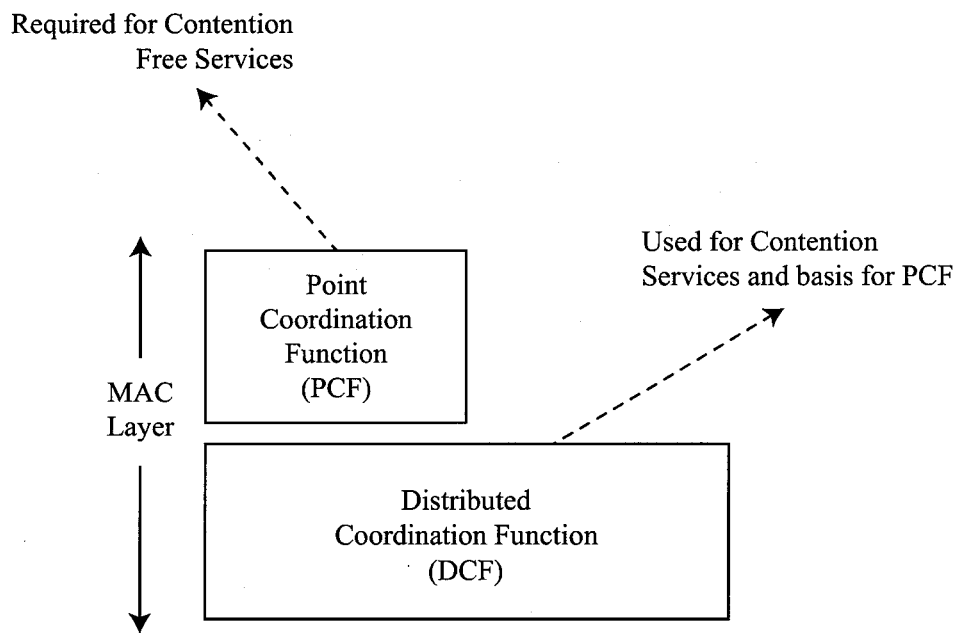 Required for Contention
Free Services
Used for Contention
Services and basis for PCF
Point
Coordination
Function
(PCF)
MAC
Layer
Distributed
Coordination Function
(DCF)